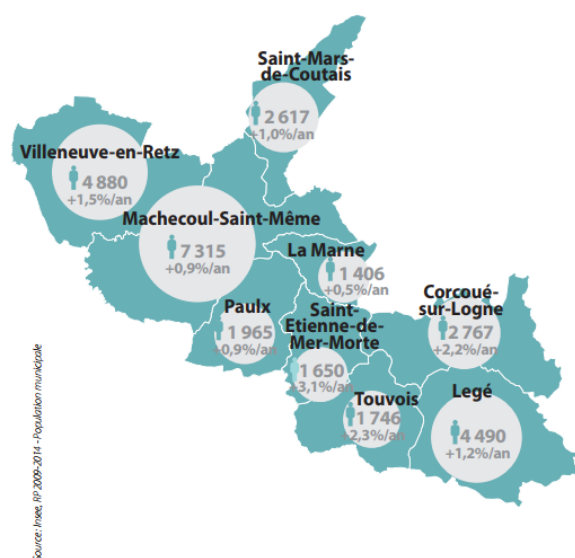 Saint-Mars-
de-Coutais
2 617
+1,0%/an
Villeneuve-en-Retz
4 880
+1,5%/an
Machecoul-Saint-Même
7 315
+0,9%/an
La Marne
1 406
+0,5%/an
Corcoué-
sur-Logne
2 767
+2,2%/an
Paulx
1 965
+0,9%/an
Saint-
Etienne-de-
Mer-Morte
1 650
+3,1%/an
Touvois
1 746
+2,3%/an
Legé
4 490
+1,2%/an
Source: Insee, RP 2009-2014 - Population municipale